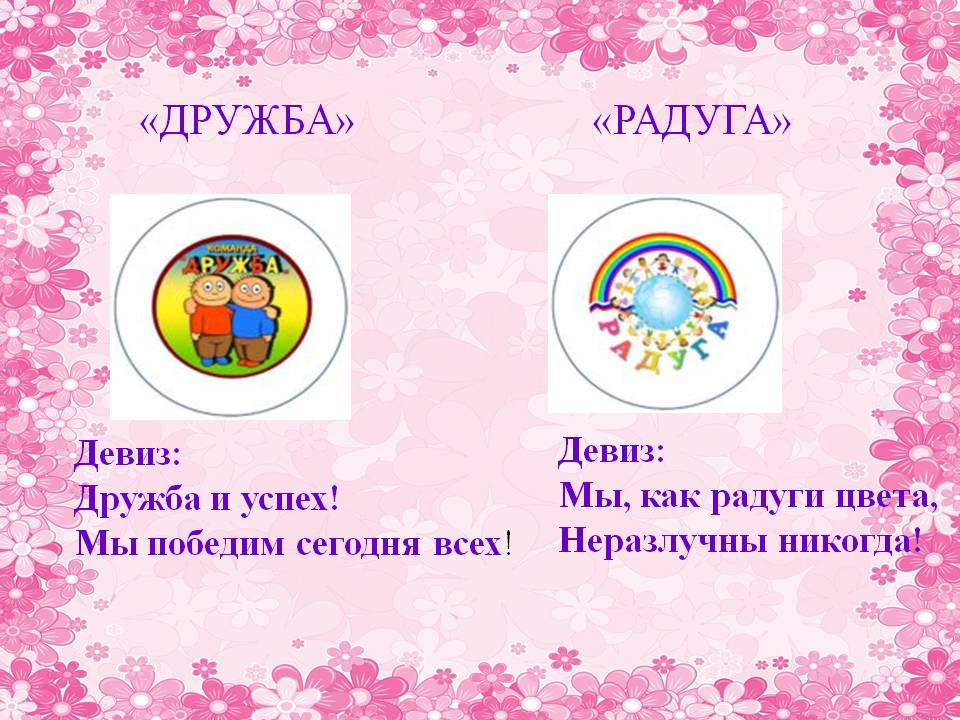 «ДРУЖБА»
«РАДУГА»
КОМАНДА
"ДРУЖБА"
РАДУГА
Девиз:
Дружба и успех!
Мы победим сегодня всех!
Девиз:
Мы, как радуги цвета,
Неразлучны никогда!